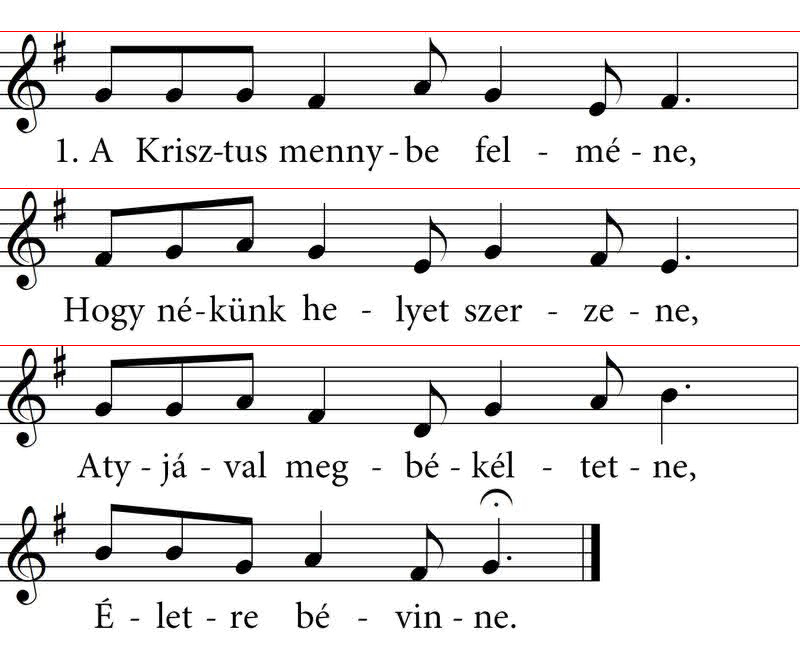 1. A Krisz-tus menny-be fel - mé - ne,
Hogy né-künk he - lyet szer - ze - ne,
Aty - já - val meg - bé - kél - tet - ne,
É - let - re bé - vin - ne.